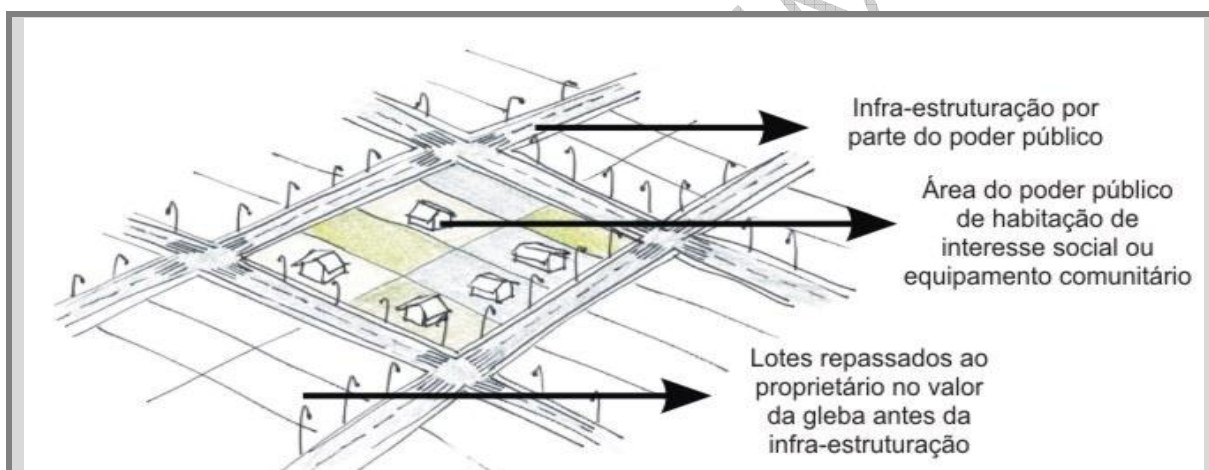 Infra-estruturação por
parte do poder público
Área do poder público
de habitação de
interesse social ou
equipamento comunitário
Lotes repassados ao
proprietário no valor
da gleba antes da
infra-estruturação